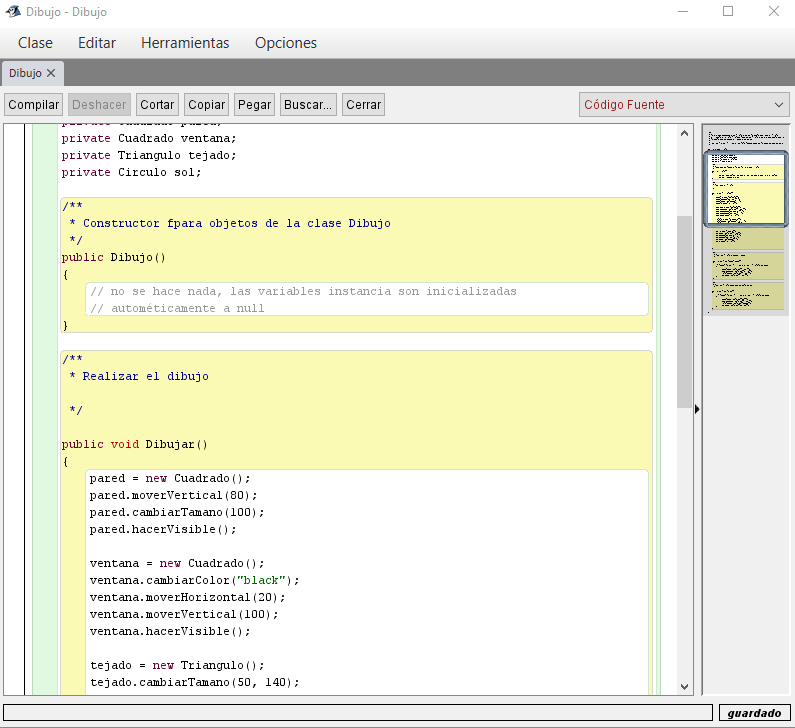 Dibujo - Dibujo
Clase Editar Herramientas Opciones
Dibujo
Compilar Deshacer Cortar Copiar Pegar Buscar... Cerrar Código Fuente
private Cuadrado pared;
private Cuadrado ventana;
private Triangulo tejado;
private Circulo sol;
/**
* Constructor fpara objetos de la clase Dibujo
*/
public Dibujo()
{
// no se hace nada, las variables instancia son inicializadas
// autométicamente a null
}
/**
* Realizar el dibujo
*/
public void Dibujar()
{
pared = new Cuadrado();
pared.moverVertical(80);
pared.cambiarTamano(100);
pared.hacerVisible();
ventana = new Cuadrado();
ventana.cambiarColor("black");
ventana.moverHorizontal(20);
ventana.moverVertical(100);
ventana.hacerVisible();
tejado = new Triangulo();
tejado.cambiarTamano(50, 140);
guardado